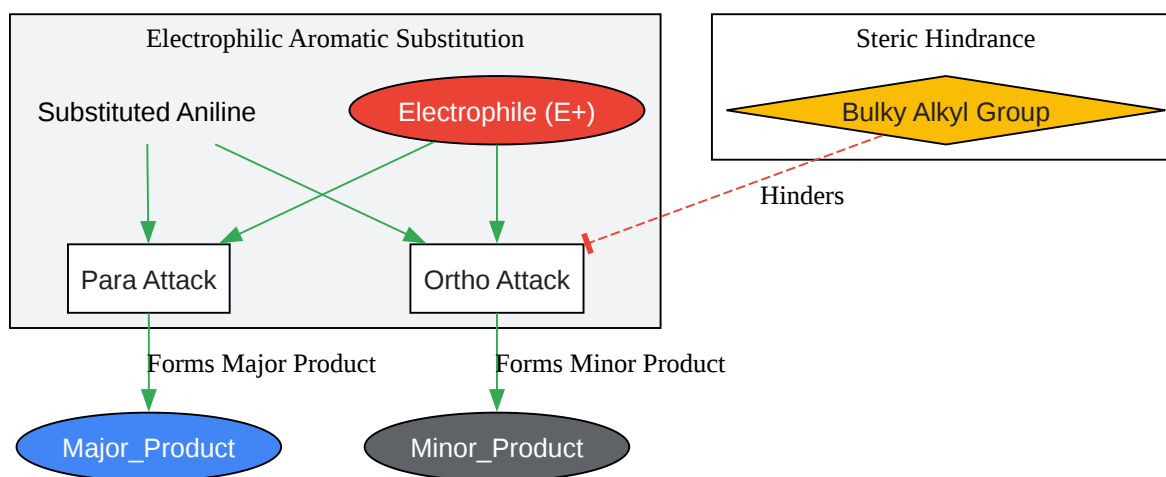 Electrophilic Aromatic Substitution
Steric Hindrance
Substituted Aniline
Electrophile (E+)
Bulky Alkyl Group
Hinders
Para Attack
Ortho Attack
Forms Major Product
Forms Minor Product
Major_Product
Minor_Product